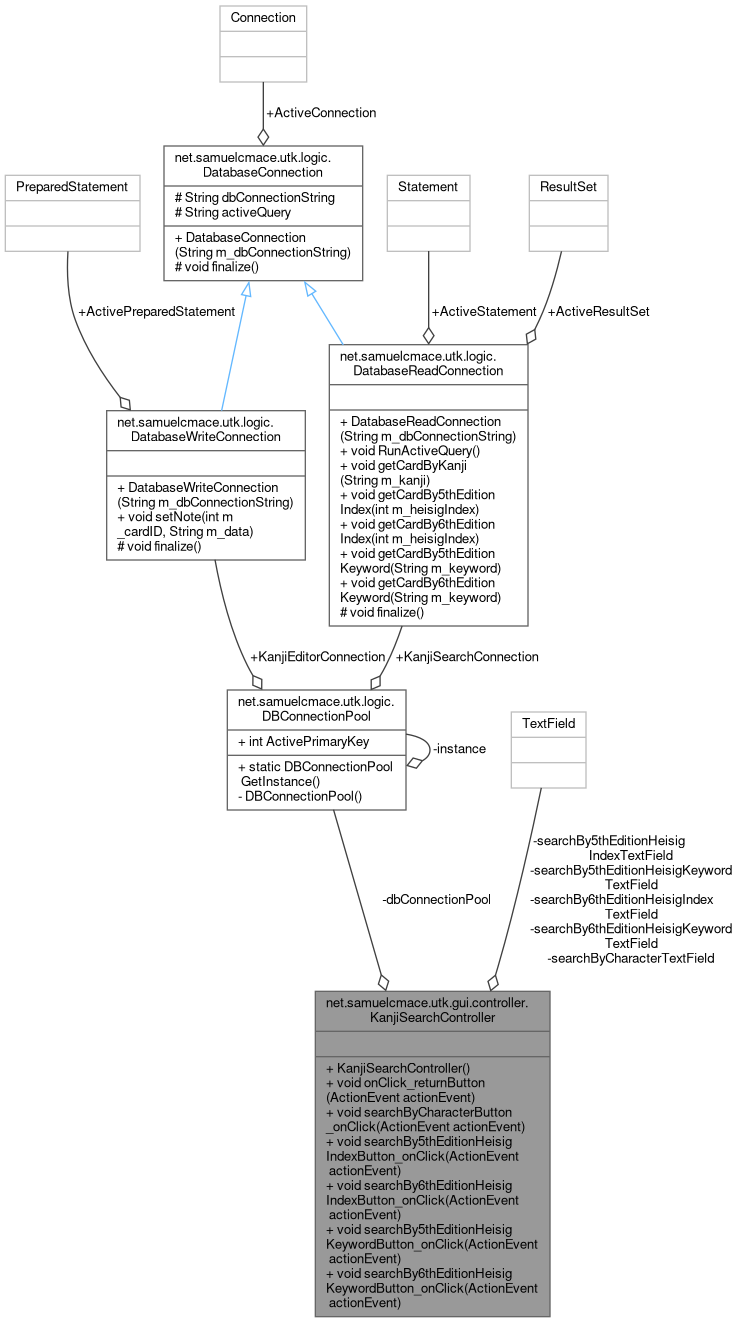 Connection
+ActiveConnection
net.samuelcmace.utk.logic.
DatabaseConnection
# String dbConnectionString
# String activeQuery
+ DatabaseConnection
(String m_dbConnectionString)
# void finalize()
PreparedStatement
Statement
ResultSet
+ActivePreparedStatement
+ActiveStatement
+ActiveResultSet
net.samuelcmace.utk.logic.
DatabaseReadConnection
+ DatabaseReadConnection
(String m_dbConnectionString)
+ void RunActiveQuery()
+ void getCardByKanji
(String m_kanji)
+ void getCardBy5thEdition
Index(int m_heisigIndex)
+ void getCardBy6thEdition
Index(int m_heisigIndex)
+ void getCardBy5thEdition
Keyword(String m_keyword)
+ void getCardBy6thEdition
Keyword(String m_keyword)
# void finalize()
net.samuelcmace.utk.logic.
DatabaseWriteConnection
+ DatabaseWriteConnection
(String m_dbConnectionString)
+ void setNote(int m
_cardID, String m_data)
# void finalize()
+KanjiEditorConnection
+KanjiSearchConnection
net.samuelcmace.utk.logic.
DBConnectionPool
+ int ActivePrimaryKey
+ static DBConnectionPool
GetInstance()
- DBConnectionPool()
-instance
TextField
-dbConnectionPool
-searchBy5thEditionHeisig
IndexTextField
-searchBy5thEditionHeisigKeyword
TextField
-searchBy6thEditionHeisigIndex
TextField
-searchBy6thEditionHeisigKeyword
TextField
-searchByCharacterTextField
net.samuelcmace.utk.gui.controller.
KanjiSearchController
+ KanjiSearchController()
+ void onClick_returnButton
(ActionEvent actionEvent)
+ void searchByCharacterButton
_onClick(ActionEvent actionEvent)
+ void searchBy5thEditionHeisig
IndexButton_onClick(ActionEvent
actionEvent)
+ void searchBy6thEditionHeisig
IndexButton_onClick(ActionEvent
actionEvent)
+ void searchBy5thEditionHeisig
KeywordButton_onClick(ActionEvent
actionEvent)
+ void searchBy6thEditionHeisig
KeywordButton_onClick(ActionEvent
actionEvent)